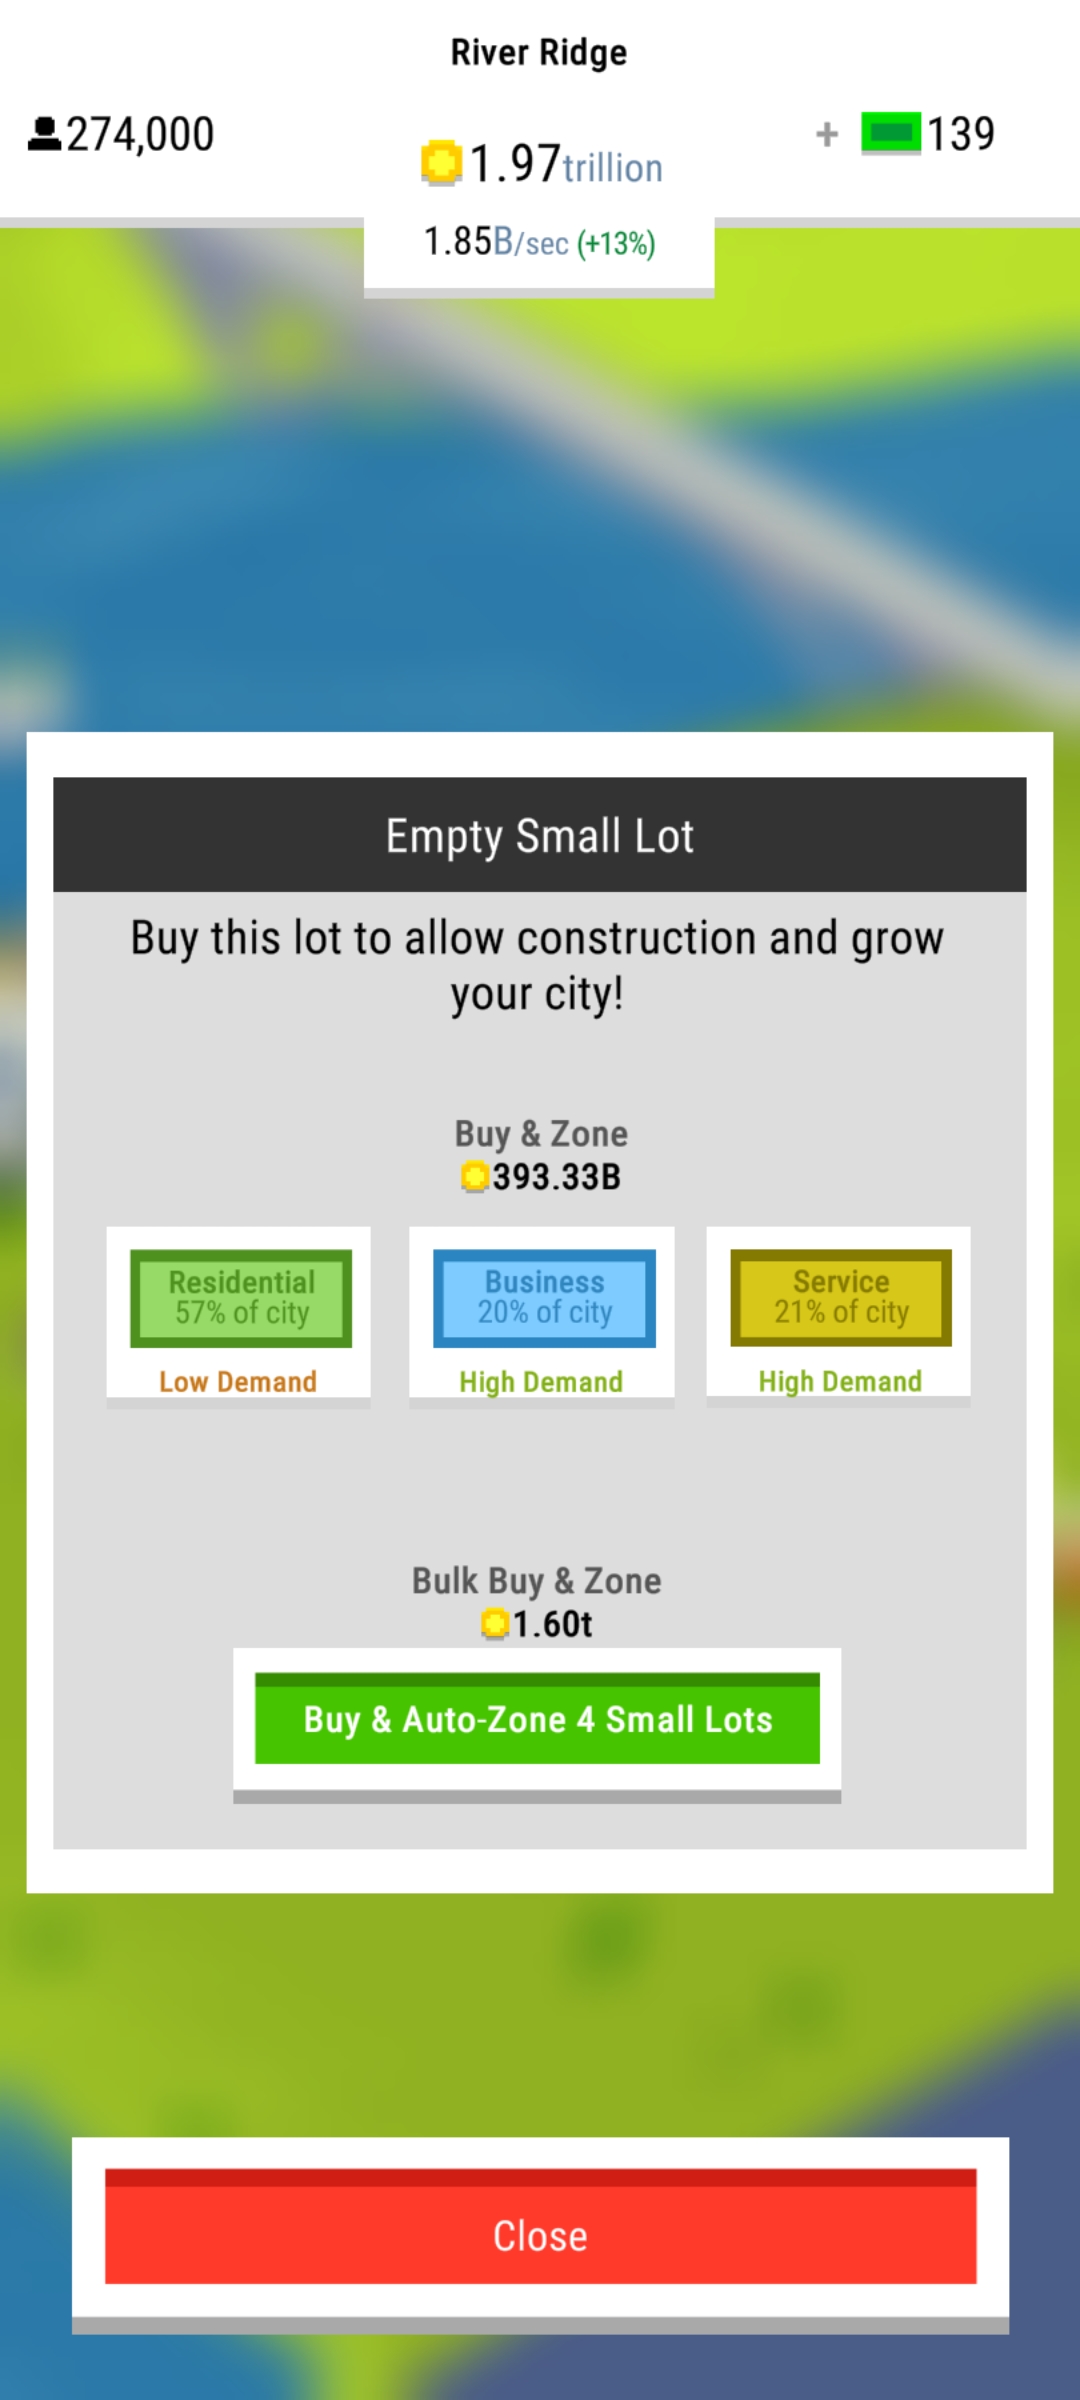 River Ridge
274,000
1.97trillion
+ 139
1.85B/sec (+13%)
Empty Small Lot
Buy this lot to allow construction and grow
your city!
Buy & Zone
393.33B
Residential
57% of city
Low Demand
Business
20% of city
High Demand
Service
21% of city
High Demand
Bulk Buy & Zone
1.60t
Buy & Auto-Zone 4 Small Lots
Close